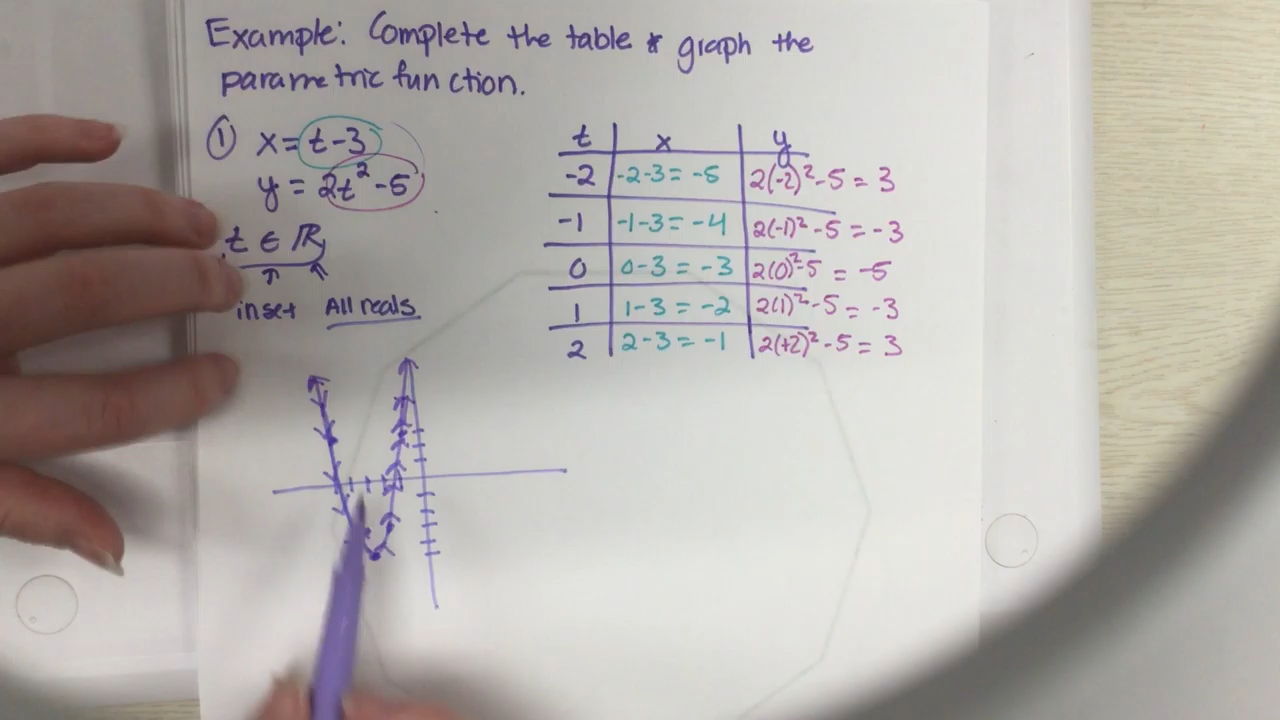 Example: Complete the table & graph the
parametric function.
① x = t - 3
y = 2t² - 5
t ∈ ℝ
in set All reals
t x y
-2 -2-3 = -5 2(-2)² - 5 = 3
-1 -1-3 = -4 2(-1)² - 5 = -3
0 0-3 = -3 2(0)² - 5 = -5
1 1-3 = -2 2(1)² - 5 = -3
2 2-3 = -1 2(+2)² - 5 = 3